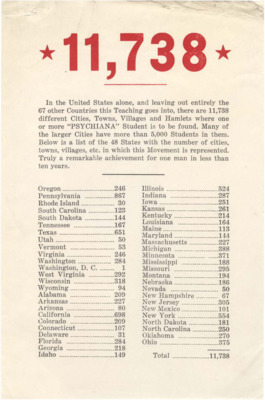 ★ 11,738 ★
In the United States alone, and leaving out entirely the
67 other Countries this Teaching goes into, there are 11,738
different Cities, Towns, Villages and Hamlets where one
or more "PSYCHIANA" Student is to be found. Many of
the larger Cities have more than 5,000 Students in them.
Below is a list of the 48 States with the number of cities,
towns, villages, etc. in which this Movement is represented.
Truly a remarkable achievement for one man in less than
ten years.
Oregon 246
Pennsylvania 867
Rhode Island 30
South Carolina 123
South Dakota 144
Tennessee 167
Texas 651
Utah 50
Vermont 53
Virginia 246
Washington 284
Washington, D. C. 1
West Virginia 292
Wisconsin 318
Wyoming 94
Alabama 209
Arkansas 227
Arizona 80
California 698
Colorado 209
Connecticut 107
Delaware 31
Florida 284
Georgia 218
Idaho 149
Illinois 524
Indiana 287
Iowa 251
Kansas 261
Kentucky 214
Louisiana 164
Maine 113
Maryland 144
Massachusetts 227
Michigan 288
Minnesota 371
Mississippi 188
Missouri 295
Montana 194
Nebraska 186
Nevada 50
New Hampshire 67
New Jersey 305
New Mexico 101
New York 554
North Dakota 181
North Carolina 250
Oklahoma 270
Ohio 375
Total 11,738